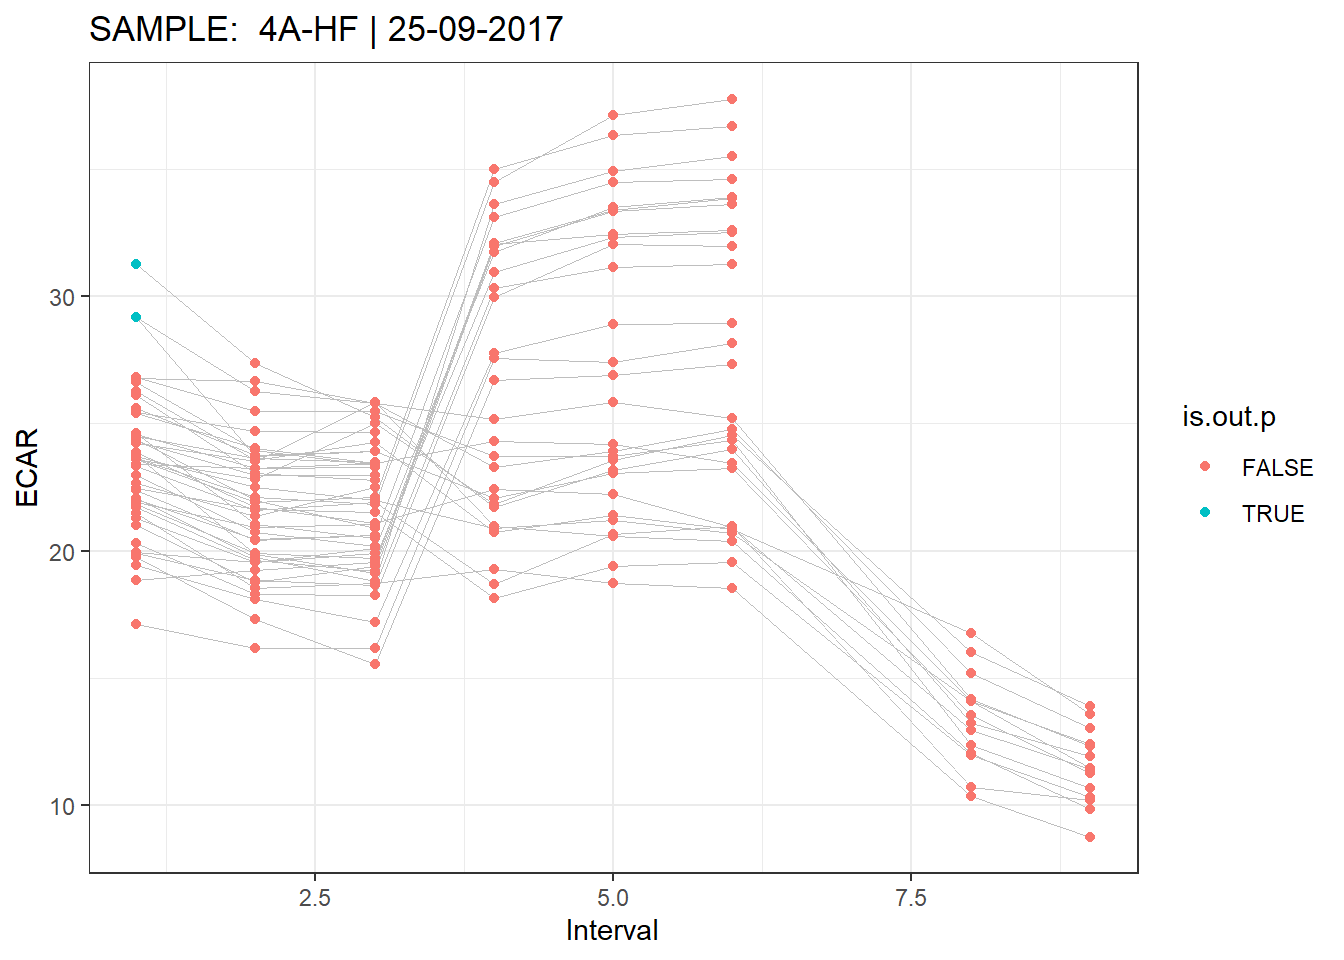 SAMPLE:  4A-HF | 25-09-2017
ECAR
30
20
10
2.5
5.0
7.5
Interval
is.out.p
FALSE
TRUE